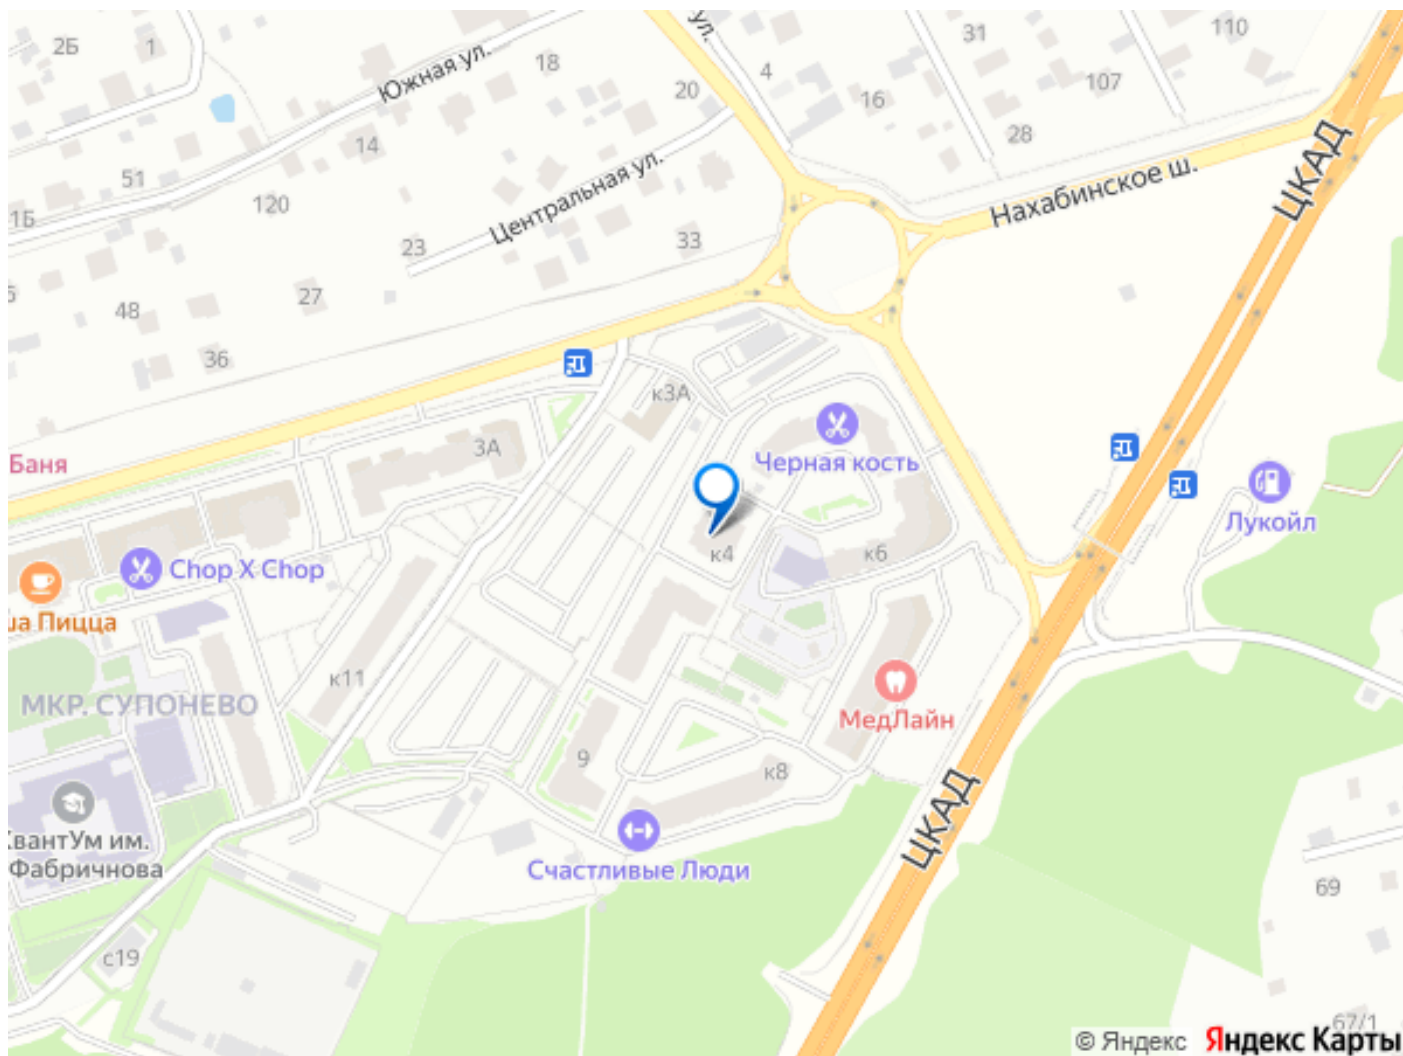 2Б
1
Южная ул.
18
ул.
4
31
110
20
16
107
28
14
51
Центральная ул.
Нахабинское ш.
ЦКАД
1Б
120
23
33
27
48
36
к3А
Черная кость
3А
Баня
Лукойл
к4
к6
Chop X Chop
ша Пицца
к11
МКР. СУПОНЕВО
МедЛайн
9
к8
ЦКАД
КвантУм им.
Фабричнова
Счастливые Люди
69
с19
67/1
© Яндекс Яндекс Карты